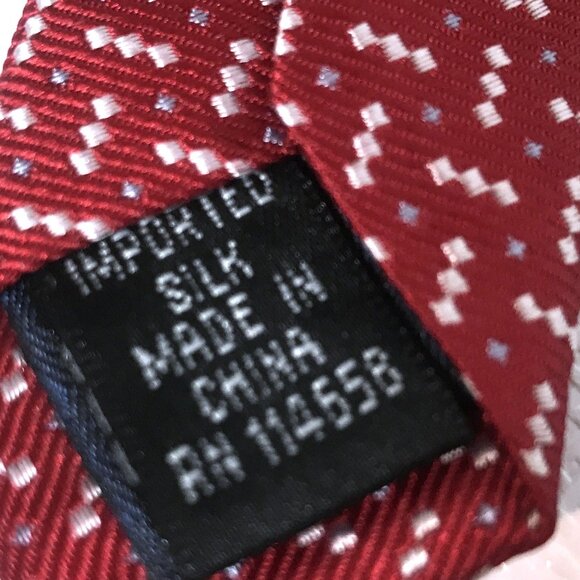 IMPORTED
SILK
MADE IN
CHINA
RN 114658